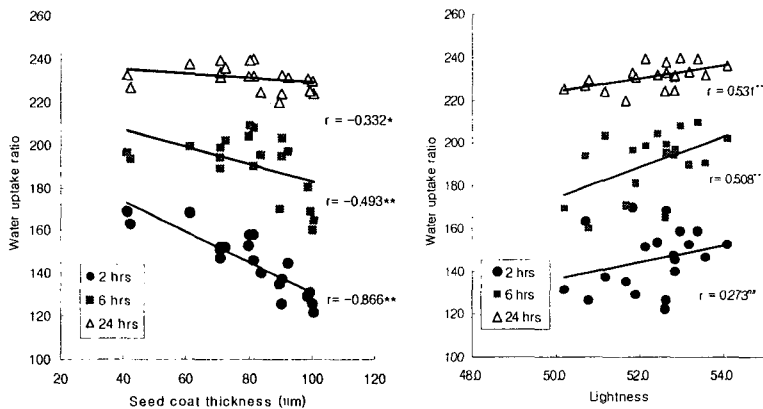 260
240
220
200
180
160
140
120
100
Water uptake ratio
r = -0.332*
r = -0.493**
r = -0.866**
2 hrs
6 hrs
24 hrs
20 40 60 80 100 120
Seed coat thickness (µm)
260
240
220
200
180
160
140
120
100
Water uptake ratio
r = 0.531**
r = 0.508**
r = 0.273ns
2 hrs
6 hrs
24 hrs
48.0 50.0 52.0 54.0
Lightness